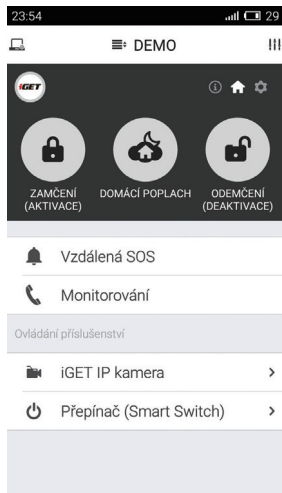 23:54 29
DEMO
iGET
ZAMČENÍ DOMÁCÍ POPLACH ODEMČENÍ
(AKTIVACE) (DEAKTIVACE)
Vzdálená SOS
Monitorování
Ovládání příslušenství
iGET IP kamera
Přepínač (Smart Switch)